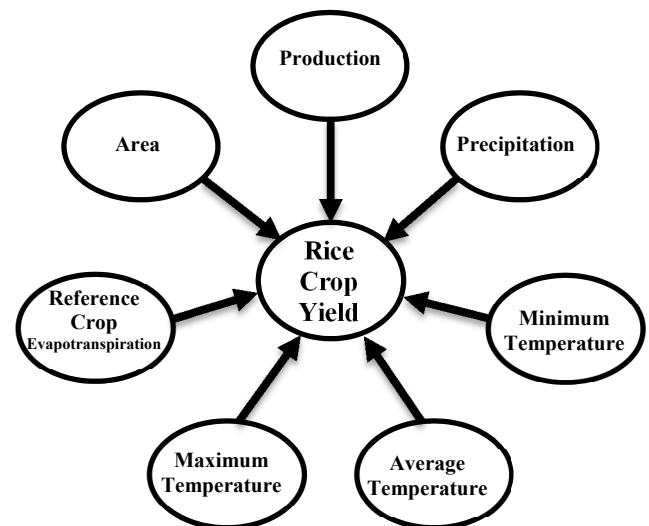 Production
Area
Precipitation
Rice
Crop
Yield
Reference
Crop
Evapotranspiration
Minimum
Temperature
Maximum
Temperature
Average
Temperature